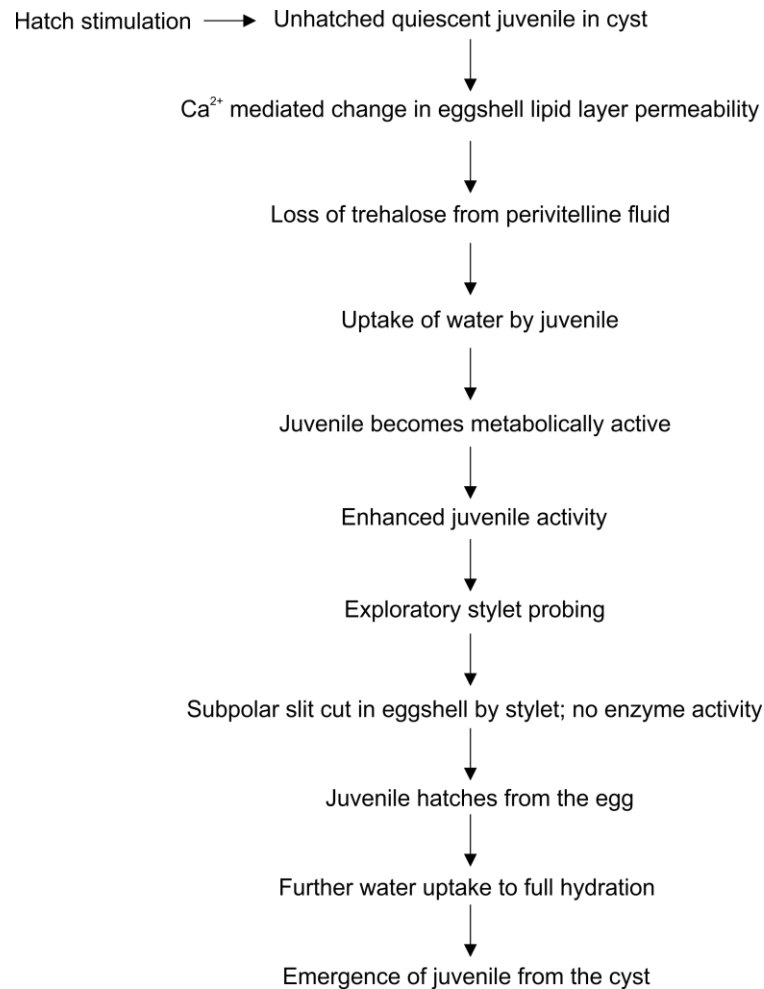 Hatch stimulation
Unhatched quiescent juvenile in cyst
Ca²⁺ mediated change in eggshell lipid layer permeability
Loss of trehalose from perivitelline fluid
Uptake of water by juvenile
Juvenile becomes metabolically active
Enhanced juvenile activity
Exploratory stylet probing
Subpolar slit cut in eggshell by stylet; no enzyme activity
Juvenile hatches from the egg
Further water uptake to full hydration
Emergence of juvenile from the cyst